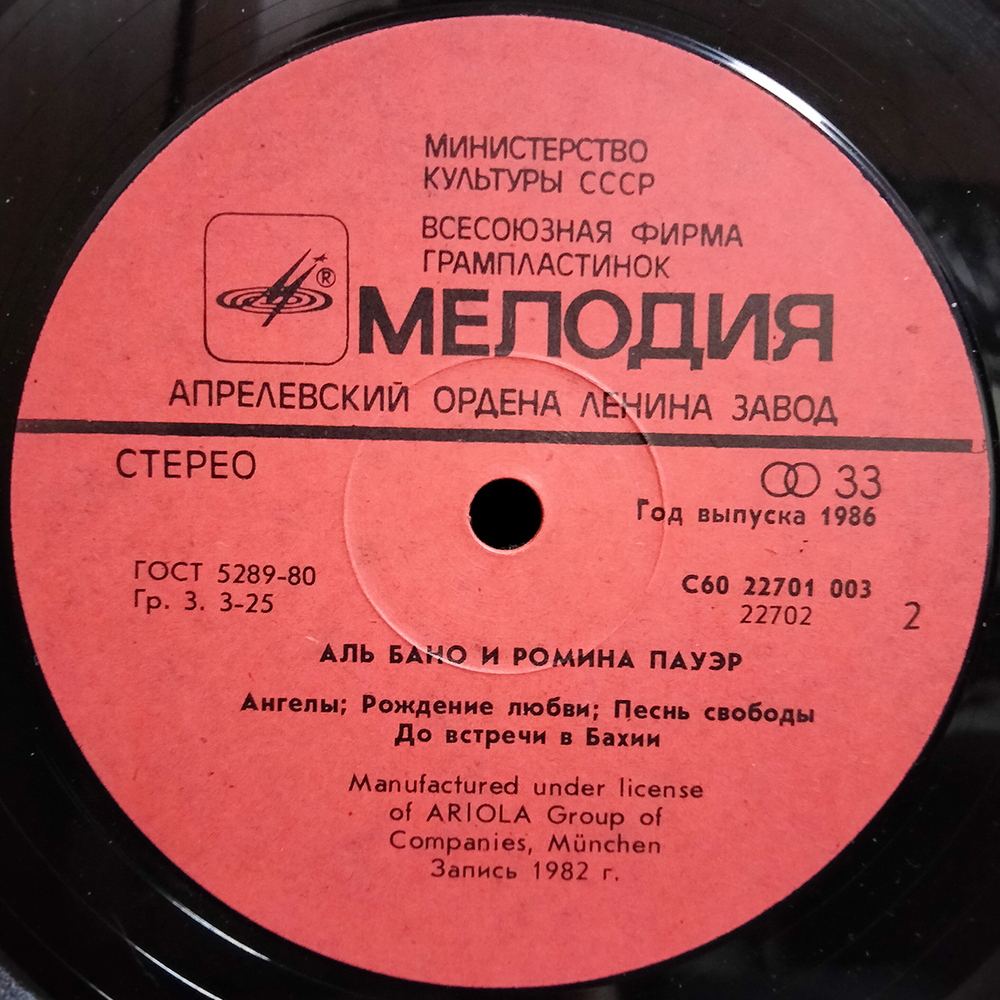 МИНИСТЕРСТВО
КУЛЬТУРЫ СССР
ВСЕСОЮЗНАЯ ФИРМА
ГРАМПЛАСТИНОК
®
МЕЛОДИЯ
АПРЕЛЕВСКИЙ ОРДЕНА ЛЕНИНА ЗАВОД
СТЕРЕО
33
Год выпуска 1986
ГОСТ 5289-80
Гр. 3. 3-25
С60 22701 003
22702
2
АЛЬ БАНО И РОМИНА ПАУЭР
Ангелы; Рождение любви; Песнь свободы
До встречи в Бахии
Manufactured under license
of ARIOLA Group of
Companies, München
Запись 1982 г.